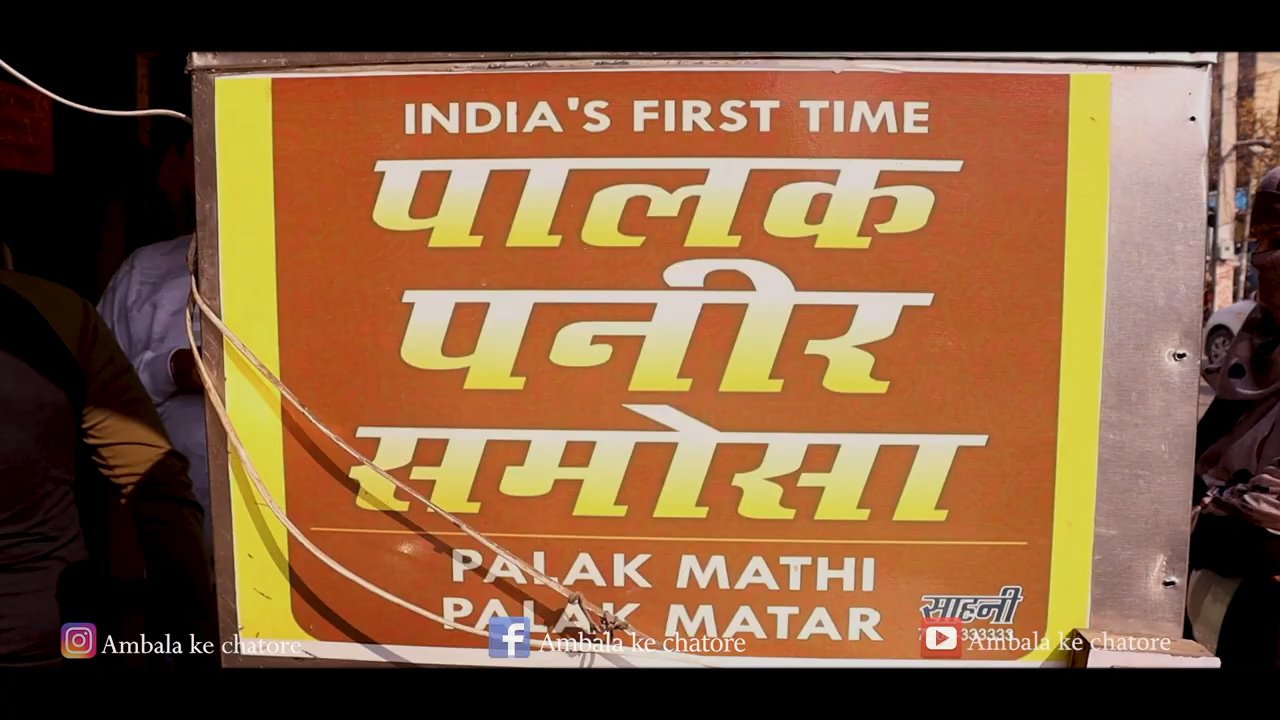 INDIA'S FIRST TIME
पालक
पनीर
समोसा
PALAK MATHI
PALAK MATAR
साहनी
Ambala ke chatore
Ambala ke chatore
Ambala ke chatore